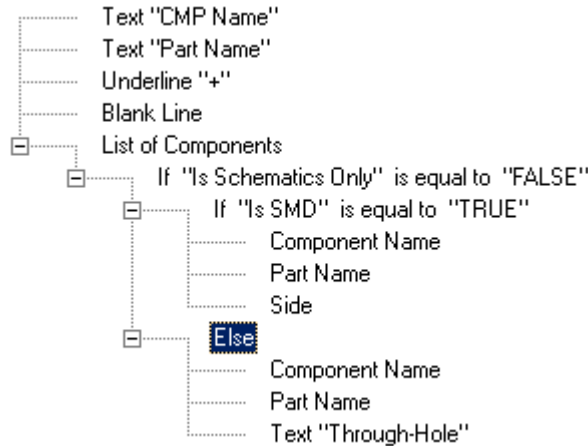 Text "CMP Name"
Text "Part Name"
Underline "+"
Blank Line
List of Components
If "Is Schematics Only" is equal to "FALSE"
If "Is SMD" is equal to "TRUE"
Component Name
Part Name
Side
Else
Component Name
Part Name
Text "Through-Hole"